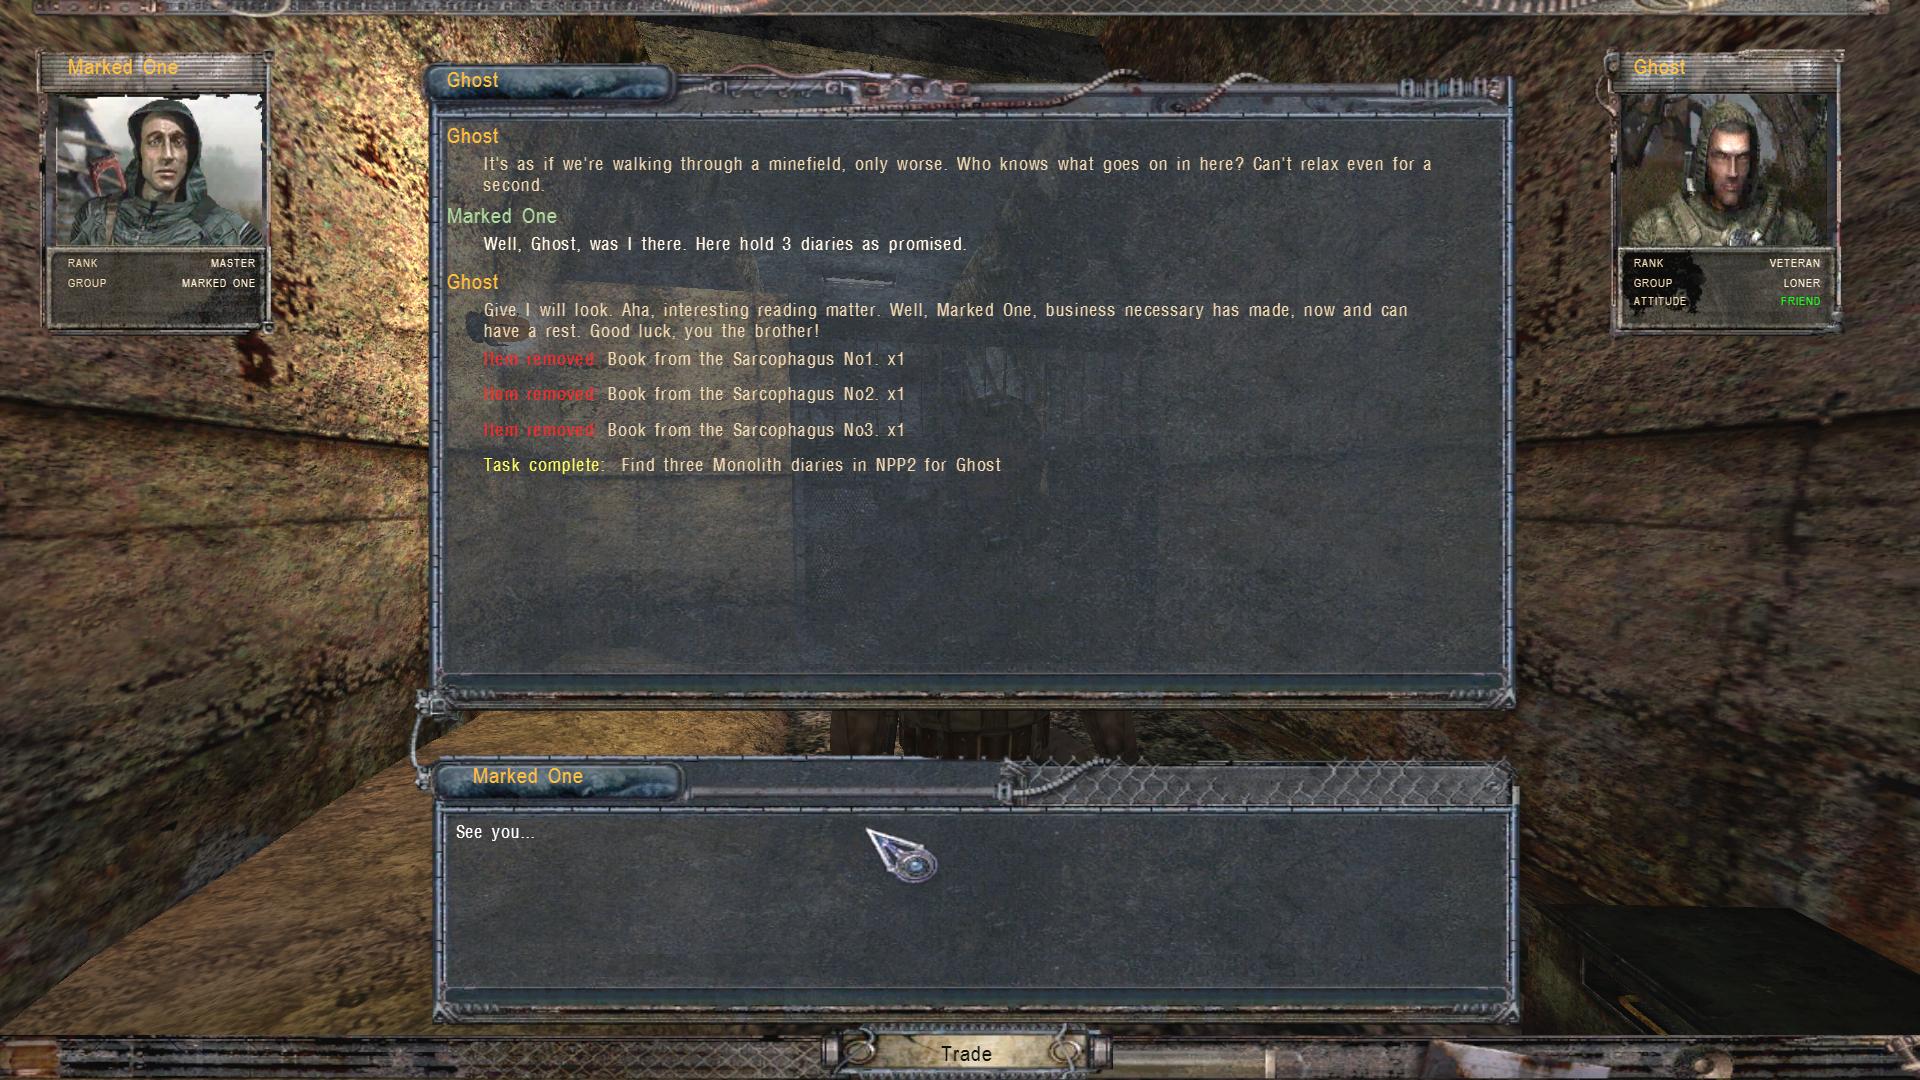 Marked One
RANK MASTER
GROUP MARKED ONE
Ghost
Ghost
It's as if we're walking through a minefield, only worse. Who knows what goes on in here? Can't relax even for a
second.
Marked One
Well, Ghost, was I there. Here hold 3 diaries as promised.
Ghost
Give I will look. Aha, interesting reading matter. Well, Marked One, business necessary has made, now and can
have a rest. Good luck, you the brother!
Item removed: Book from the Sarcophagus No1. x1
Item removed: Book from the Sarcophagus No2. x1
Item removed: Book from the Sarcophagus No3. x1
Task complete: Find three Monolith diaries in NPP2 for Ghost
Ghost
RANK VETERAN
GROUP LONER
ATTITUDE FRIEND
Marked One
See you...
Trade